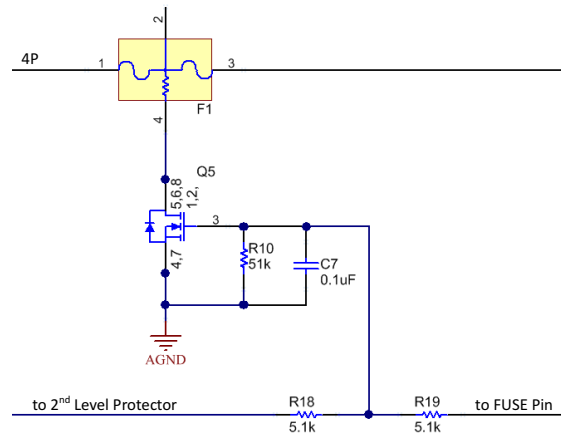 2
4P
1
3
F1
4
Q5
5,6,8
1,2,
3
4,7
R10
51k
C7
0.1uF
AGND
to 2nd Level Protector
R18
5.1k
R19
5.1k
to FUSE Pin